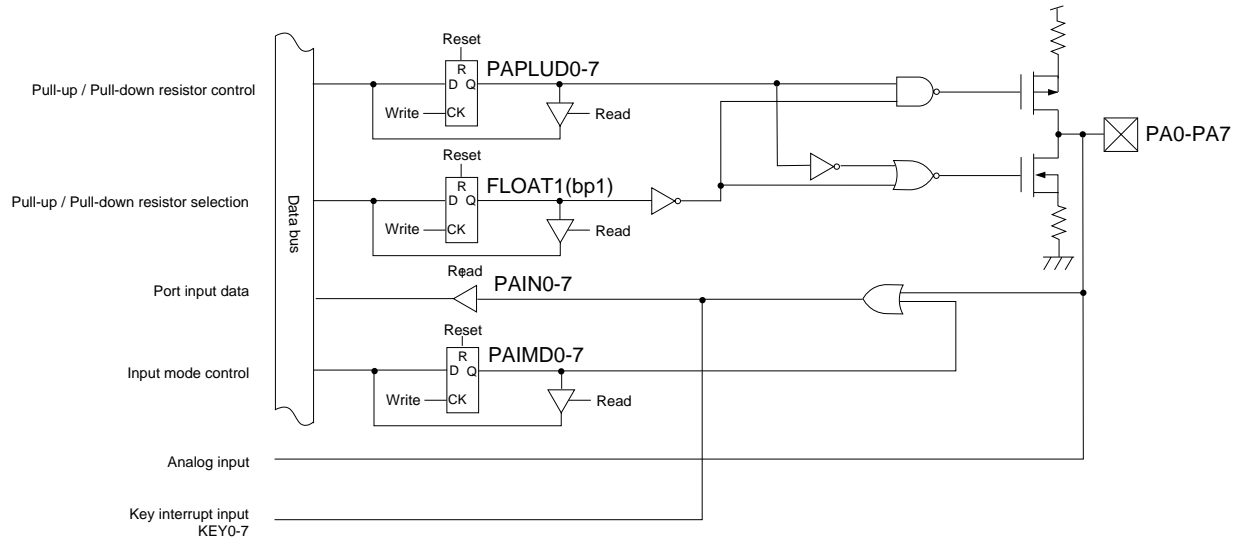 Reset
Pull-up / Pull-down resistor control
R
PAPLUD0-7
D Q
Write
CK
Read
PA0-PA7
Reset
Pull-up / Pull-down resistor selection
R
FLOAT1(bp1)
D Q
Write
CK
Read
Data bus
Read
Port input data
PAIN0-7
Reset
Input mode control
R
PAIMD0-7
D Q
Write
CK
Read
Analog input
Key interrupt input
KEY0-7